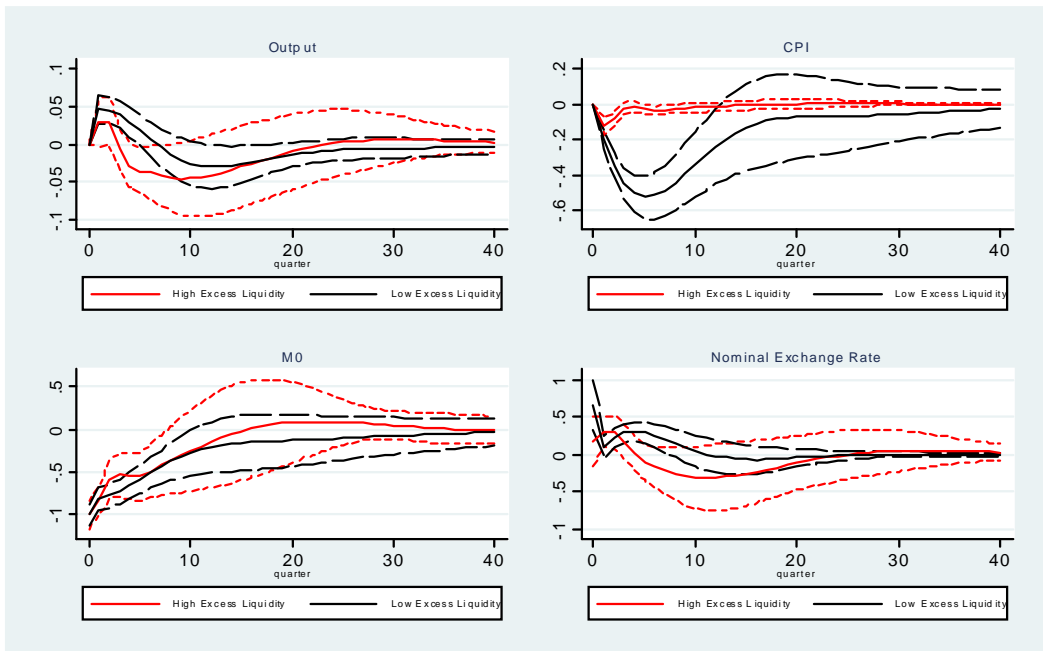 Output
.1
.05
0
-.05
-.1
0 10 20 30 40
quarter
High Excess Liquidity Low Excess Liquidity
CPI
.2
0
-.2
-.4
-.6
0 10 20 30 40
quarter
High Excess Liquidity Low Excess Liquidity
M0
.5
0
-.5
-1
0 10 20 30 40
quarter
High Excess Liquidity Low Excess Liquidity
Nominal Exchange Rate
1
.5
0
-.5
-1
0 10 20 30 40
quarter
High Excess Liquidity Low Excess Liquidity